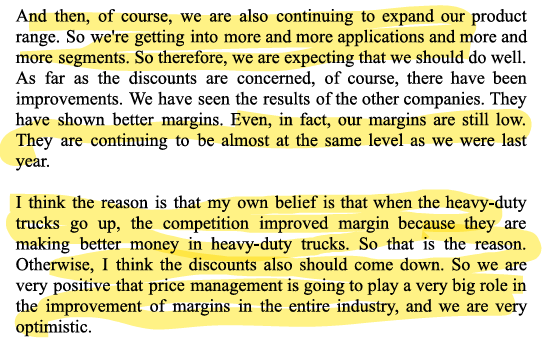 And then, of course, we are also continuing to expand our product
range. So we're getting into more and more applications and more and
more segments. So therefore, we are expecting that we should do well.
As far as the discounts are concerned, of course, there have been
improvements. We have seen the results of the other companies. They
have shown better margins. Even, in fact, our margins are still low.
They are continuing to be almost at the same level as we were last
year.
I think the reason is that my own belief is that when the heavy-duty
trucks go up, the competition improved margin because they are
making better money in heavy-duty trucks. So that is the reason.
Otherwise, I think the discounts also should come down. So we are
very positive that price management is going to play a very big role in
the improvement of margins in the entire industry, and we are very
optimistic.